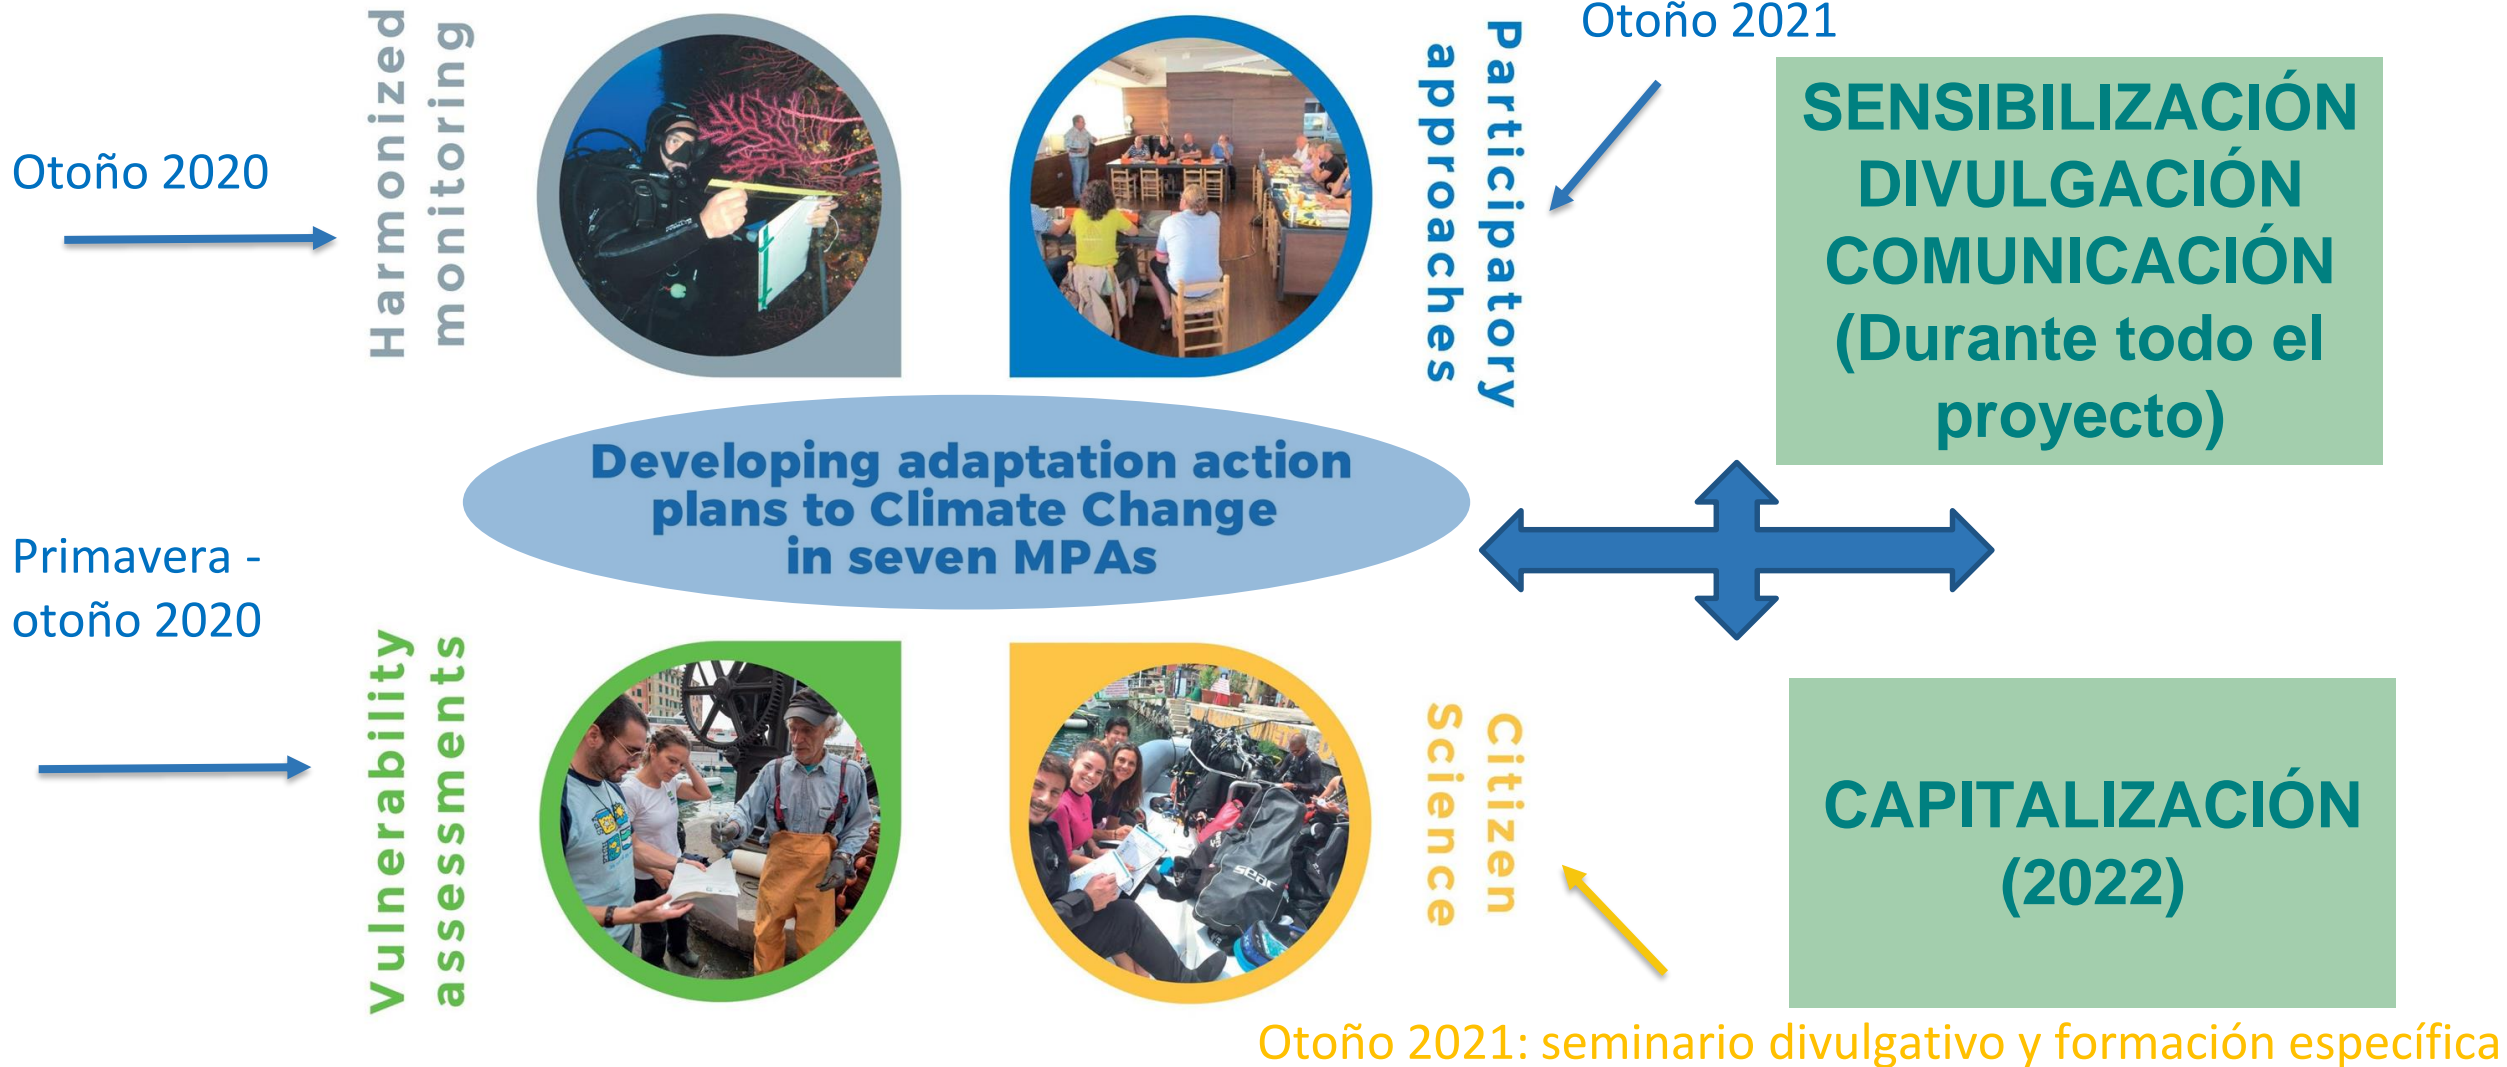 Otoño 2020
Harmonized
monitoring
Participatory
approaches
Otoño 2021
SENSIBILIZACIÓN
DIVULGACIÓN
COMUNICACIÓN
(Durante todo el
proyecto)
Developing adaptation action
plans to Climate Change
in seven MPAs
Primavera -
otoño 2020
Vulnerability
assessments
Citizen
Science
seac
CAPITALIZACIÓN
(2022)
Otoño 2021: seminario divulgativo y formación específica